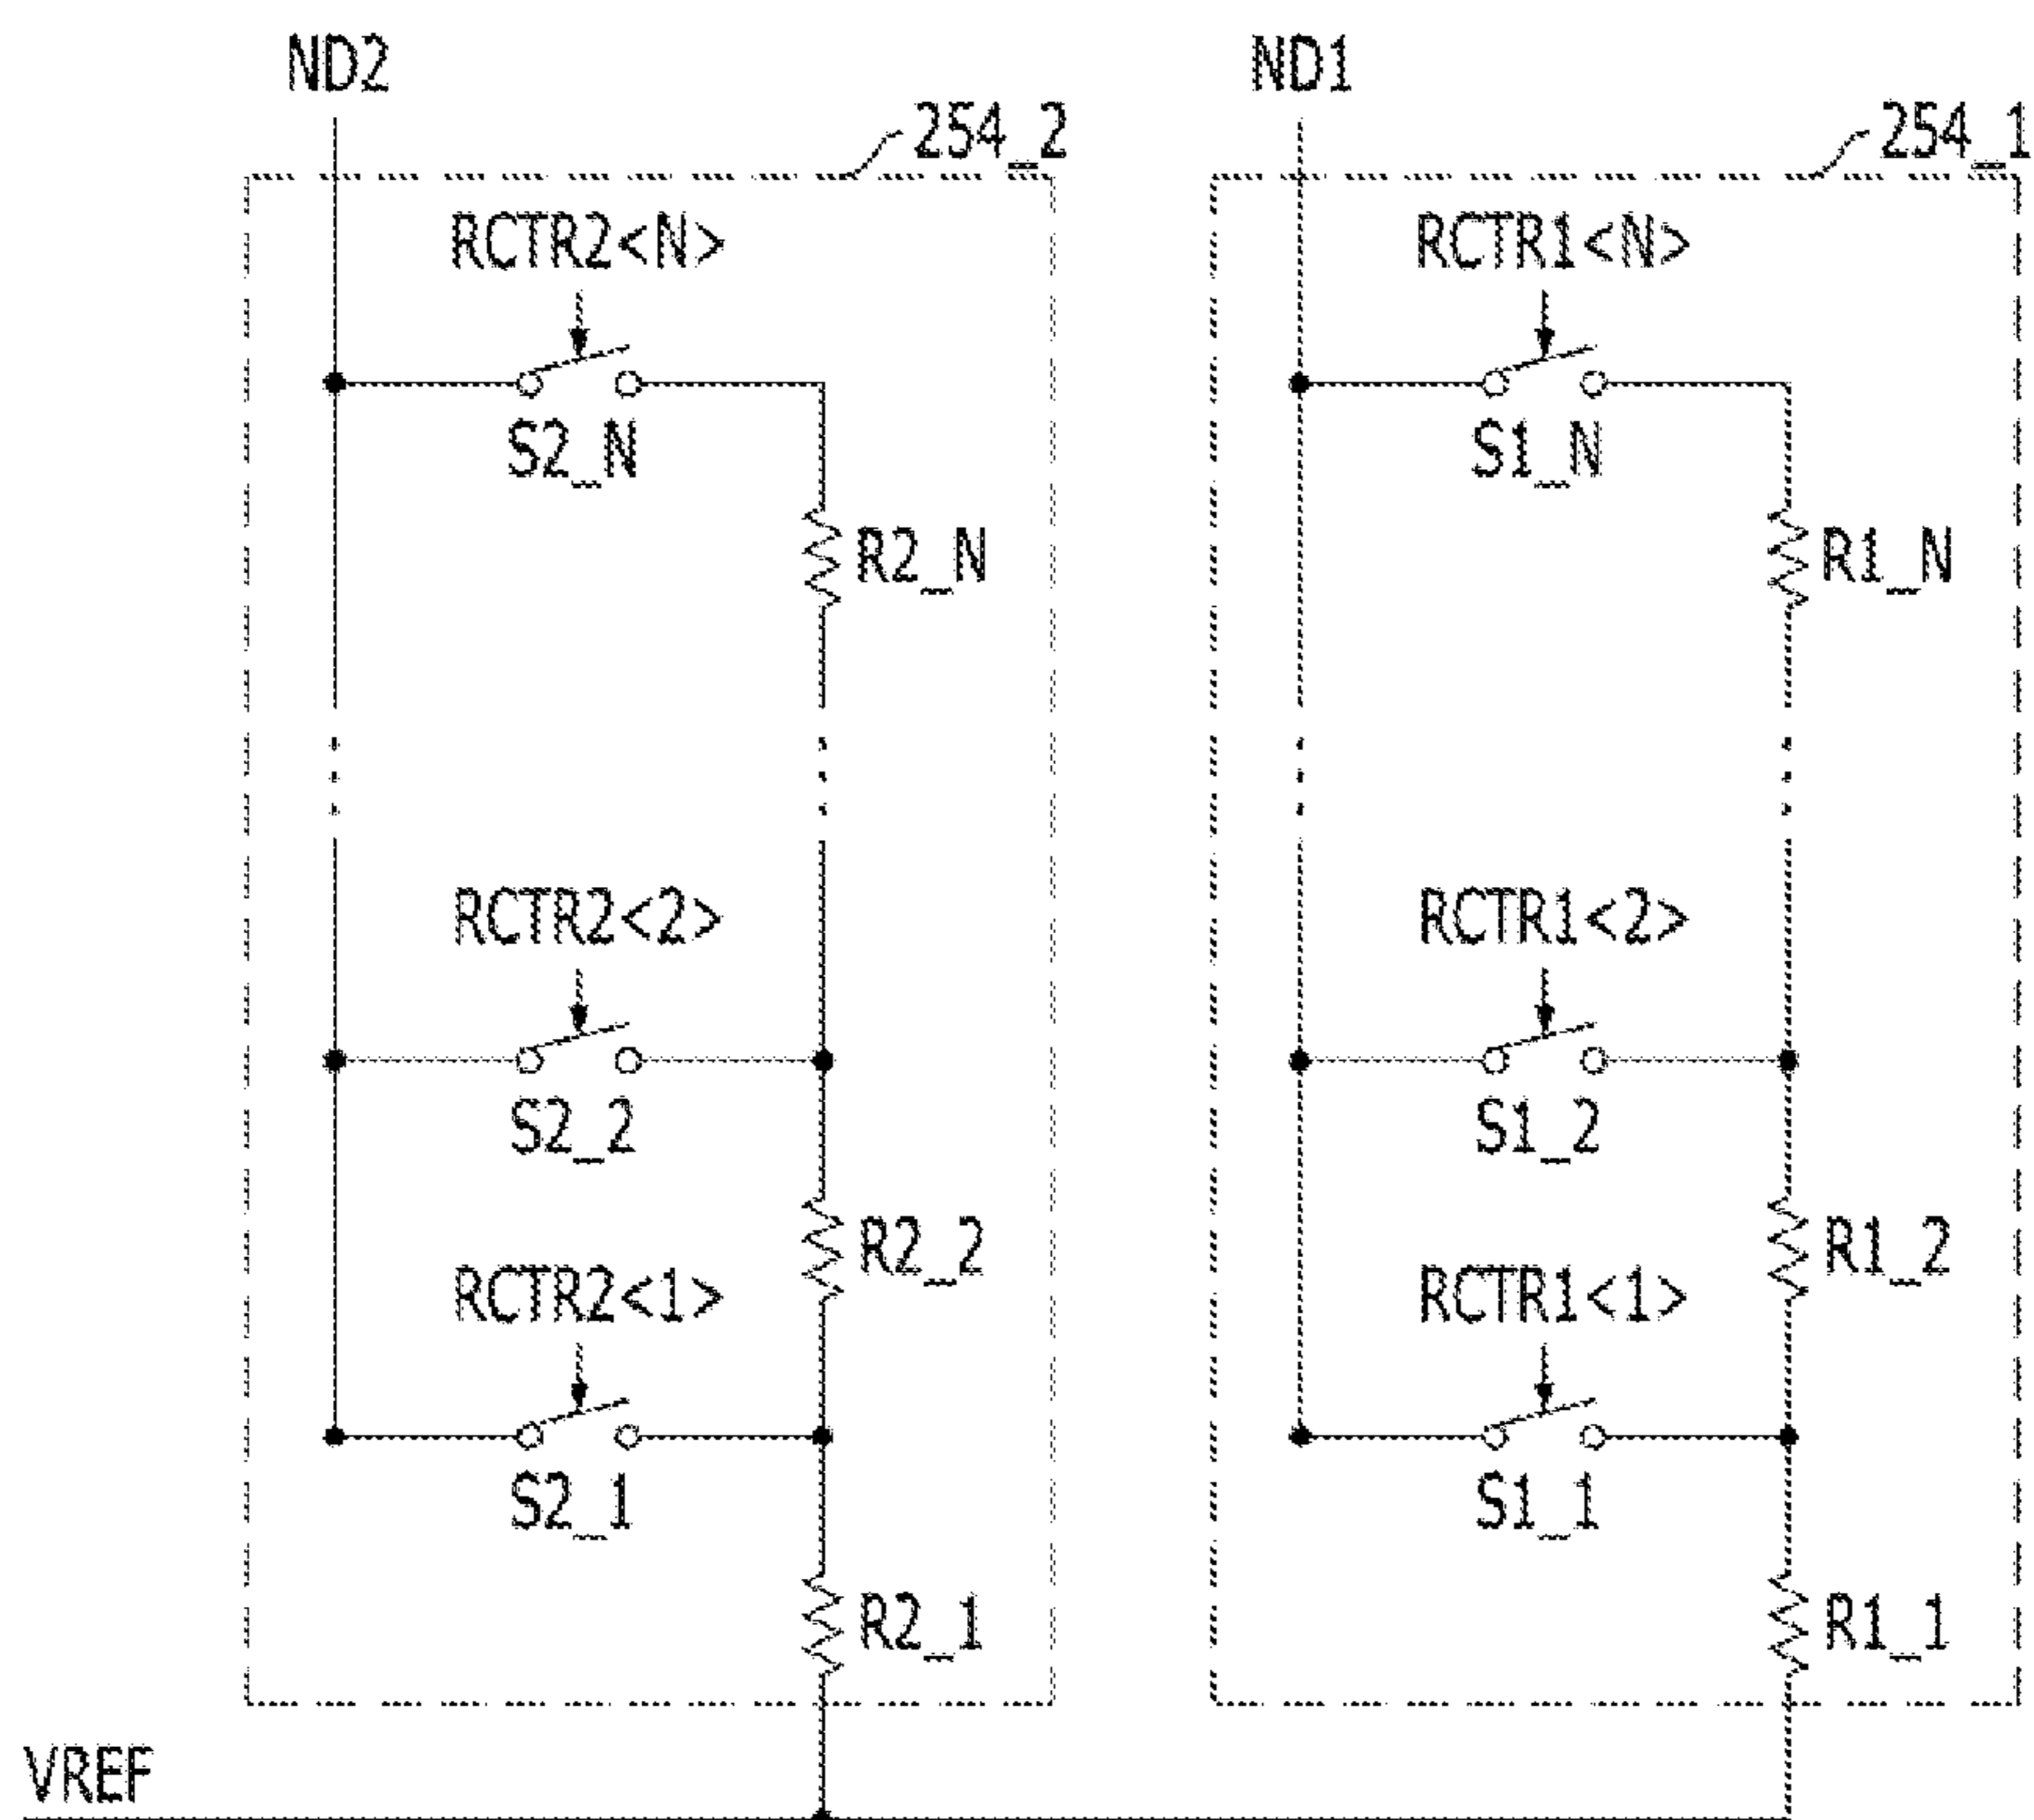 ND2
ND1
254_2
254_1
RCTR2<N>
RCTR1<N>
S2_N
S1_N
R2_N
R1_N
RCTR2<2>
RCTR1<2>
S2_2
S1_2
R2_2
R1_2
RCTR2<1>
RCTR1<1>
S2_1
S1_1
R2_1
R1_1
VREF